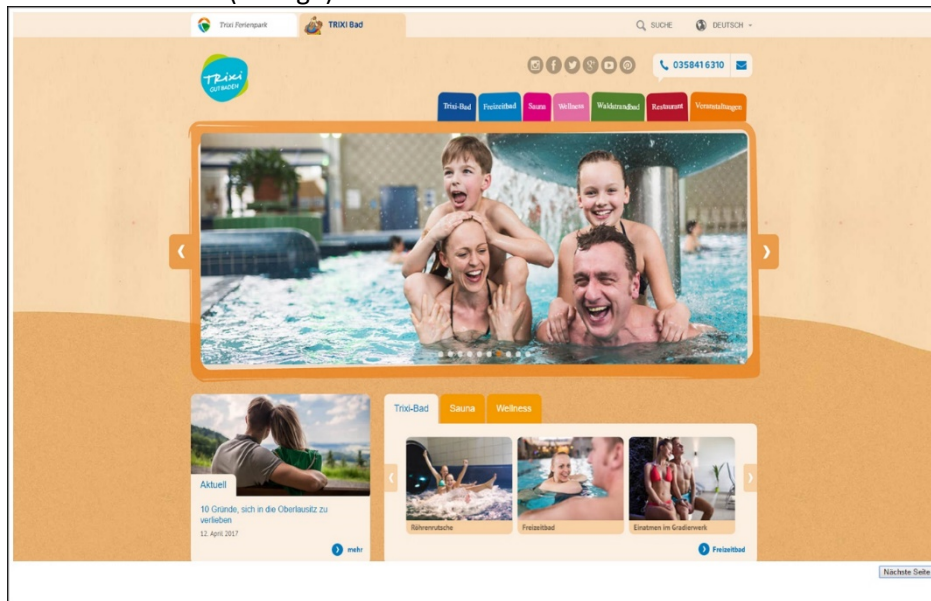 Trixi Ferienpark
TRIXI Bad
SUCHE
DEUTSCH
TRixi
GUT BADEN
035841 6310
Trixi-Bad
Freizeitbad
Sauna
Wellness
Waldstrandbad
Restaurant
Veranstaltungen
Trixi-Bad
Sauna
Wellness
Aktuell
10 Gründe, sich in die Oberlausitz zu
verlieben
12. April 2017
mehr
Röhrenrutsche
Freizeitbad
Einatmen im Gradierwerk
Freizeitbad
Nächste Seite